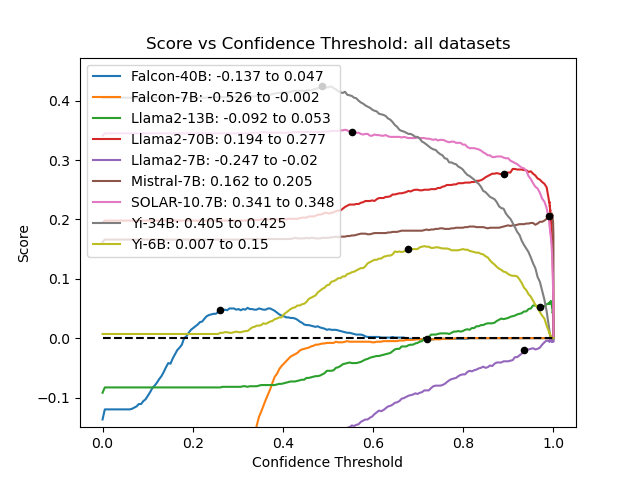 Score vs Confidence Threshold: all datasets
Falcon-40B: -0.137 to 0.047
Falcon-7B: -0.526 to -0.002
Llama2-13B: -0.092 to 0.053
Llama2-70B: 0.194 to 0.277
Llama2-7B: -0.247 to -0.02
Mistral-7B: 0.162 to 0.205
SOLAR-10.7B: 0.341 to 0.348
Yi-34B: 0.405 to 0.425
Yi-6B: 0.007 to 0.15
Score
0.4
0.3
0.2
0.1
0.0
−0.1
0.0 0.2 0.4 0.6 0.8 1.0
Confidence Threshold